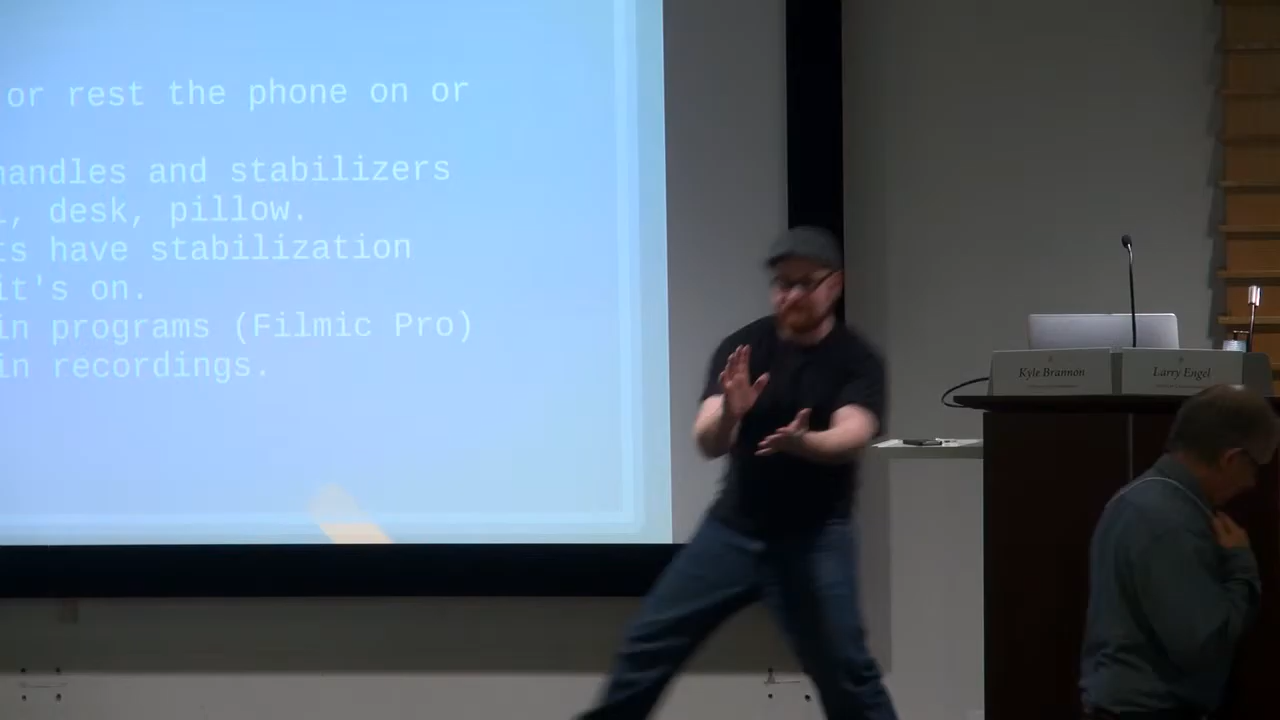 or rest the phone on or
handles and stabilizers
, desk, pillow.
ts have stabilization
it's on.
in programs (Filmic Pro)
in recordings.
Kyle Brannon
Larry Engel